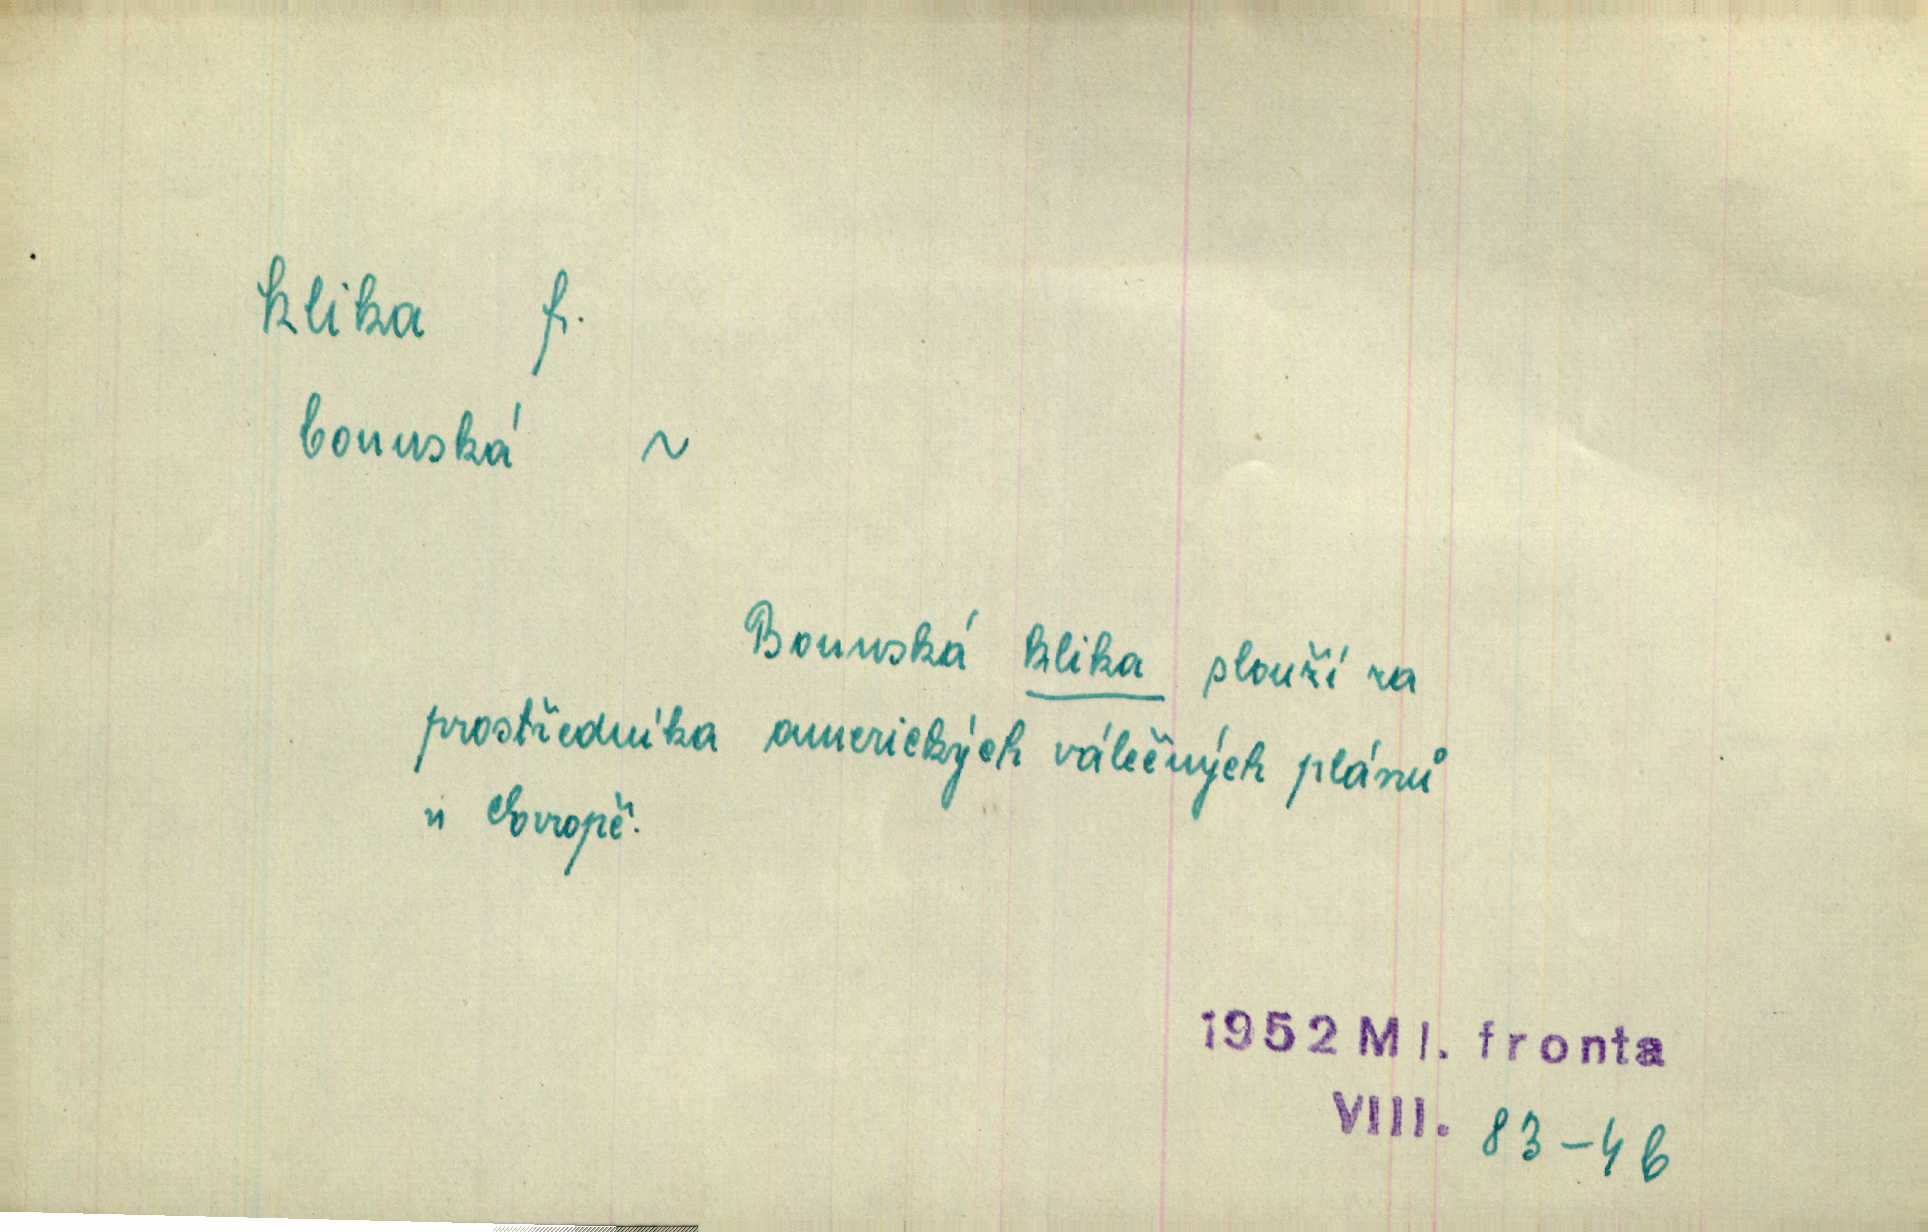 klika f.
bonnská ~
Bonnská klika slouží za
prostředníka amerických válečných plánů
v Evropě.
1952 Ml. fronta
VIII. 83-4b